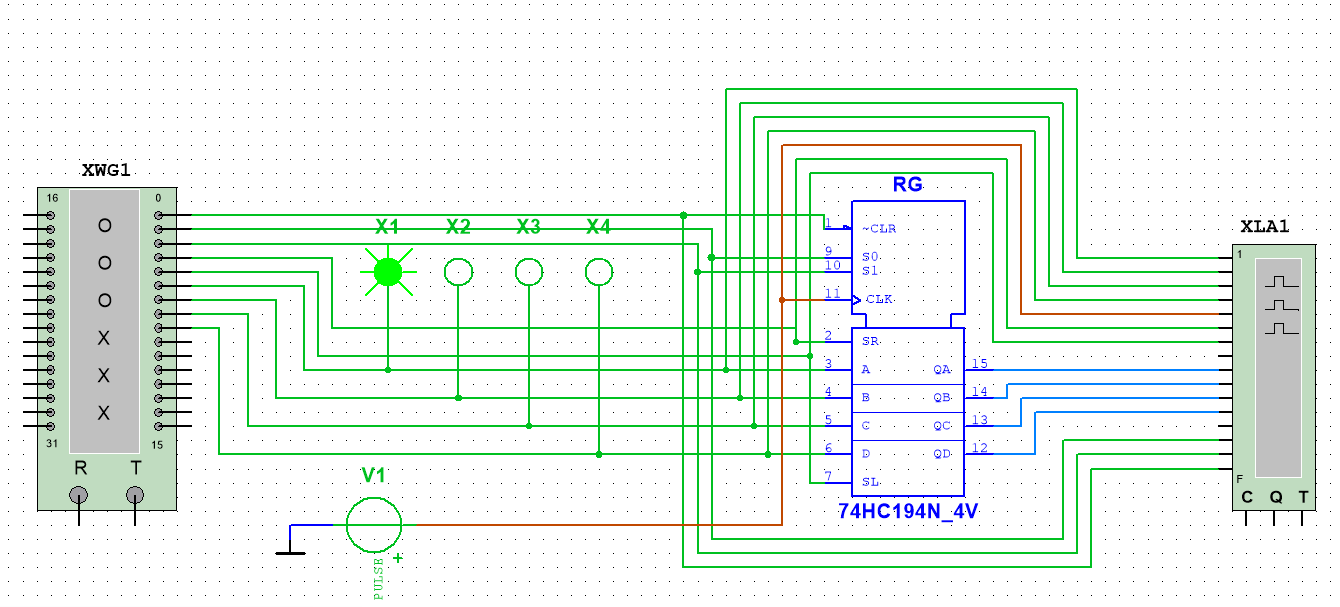 XWG1
16 0
O
O
O
X
X
X
31 15
R T
X1 X2 X3 X4
V1
+
PULSE
RG
1 ~CLR
9 S0
10 S1
11 CLK
2 SR
3 A QA 15
4 B QB 14
5 C QC 13
6 D QD 12
7 SL
74HC194N_4V
XLA1
1
F
C Q T